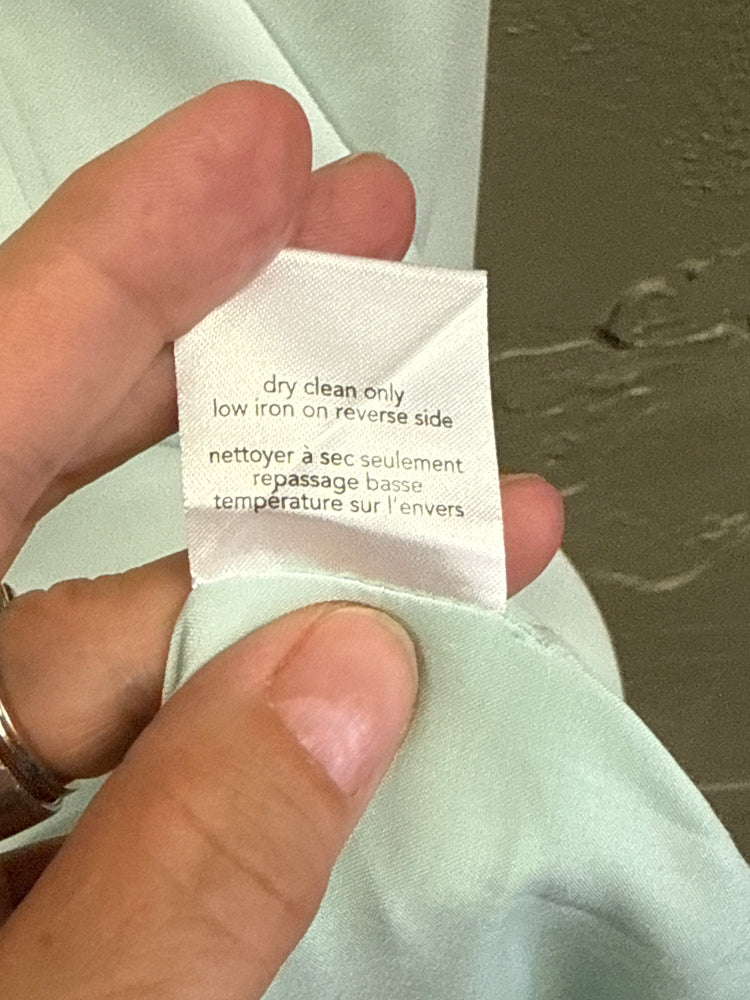 dry clean only
low iron on reverse side
nettoyer à sec seulement
repassage basse
température sur l'envers